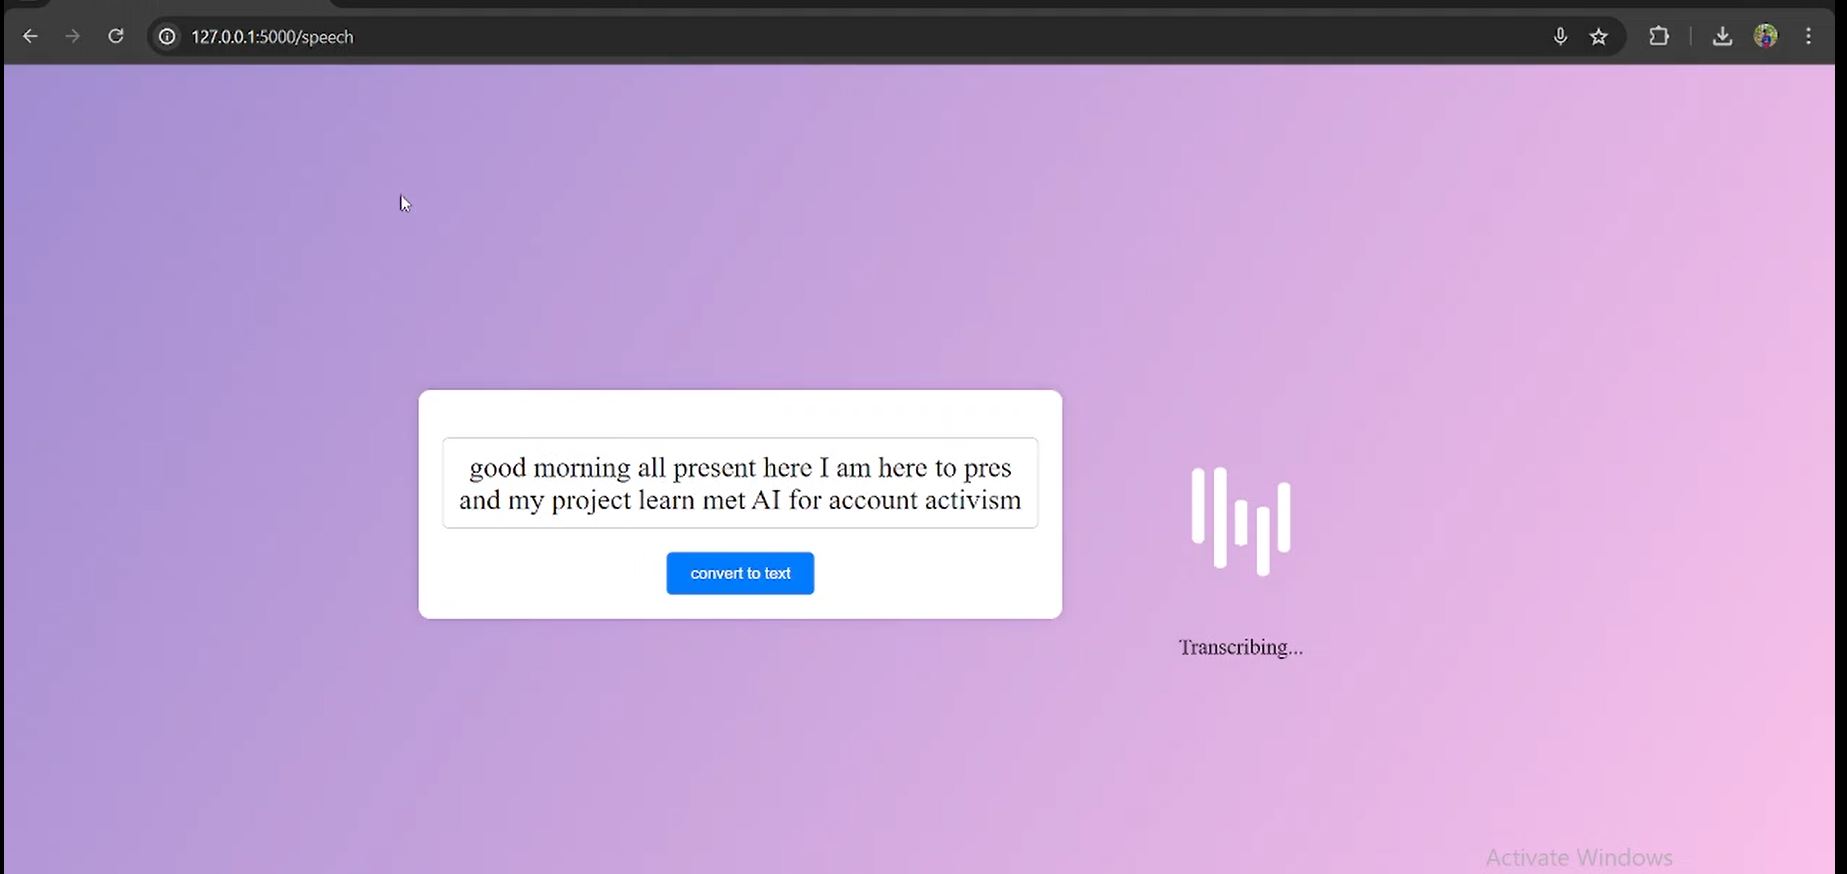 127.0.0.1:5000/speech
good morning all present here I am here to pres
and my project learn met AI for account activism
convert to text
Transcribing...
Activate Windows